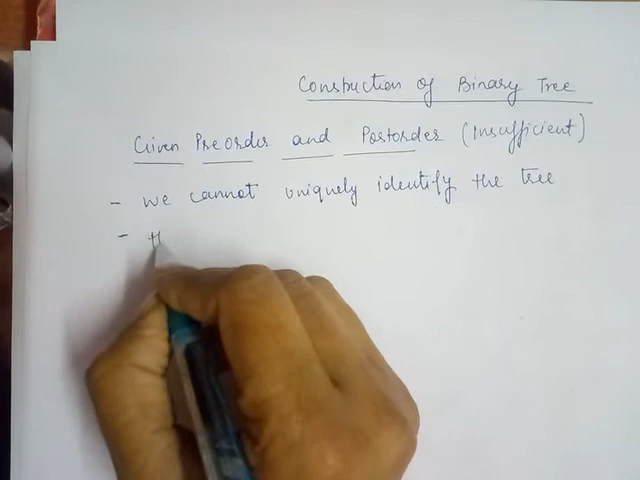 Construction of Binary Tree
Given Preorder and Postorder (Insufficient)
- we cannot uniquely identify the tree
-